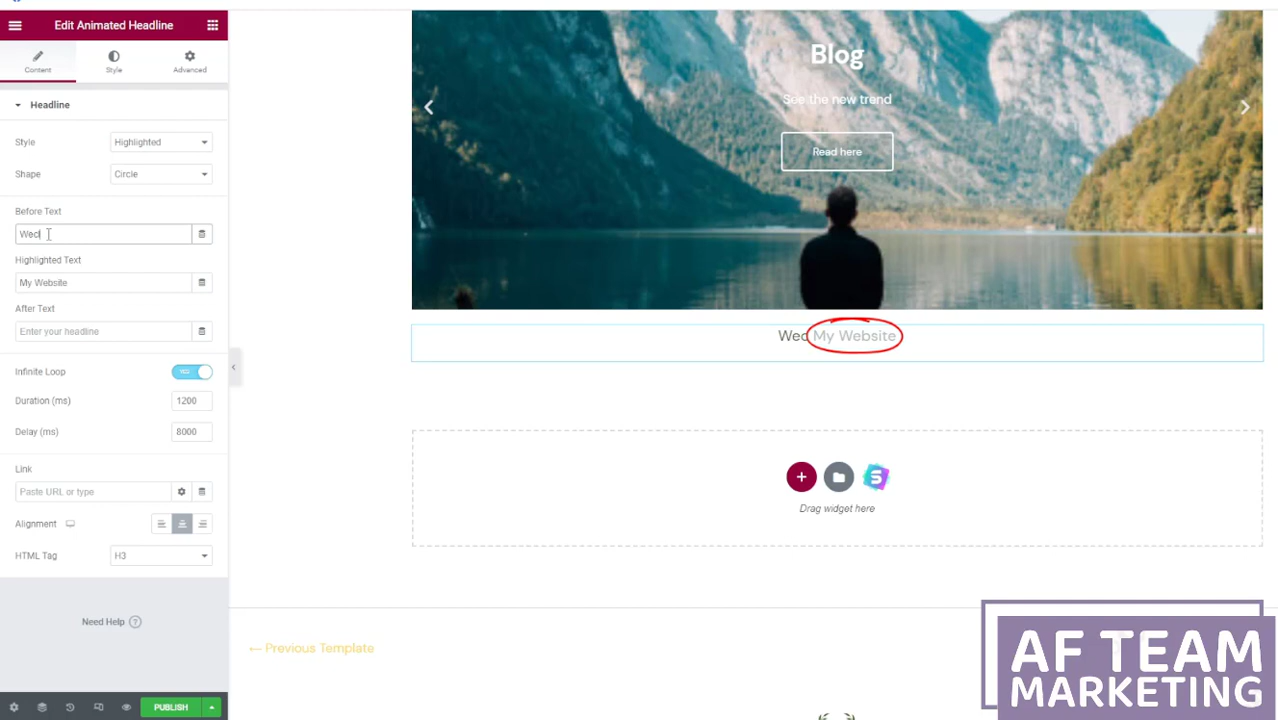 Edit Animated Headline
Content
Style
Advanced
Headline
Style
Highlighted
Shape
Circle
Before Text
Wec
Highlighted Text
My Website
After Text
Enter your headline
Infinite Loop
YES
Duration (ms)
1200
Delay (ms)
8000
Link
Paste URL or type
Alignment
HTML Tag
H3
Need Help
?
PUBLISH
Blog
See the new trend
Read here
Wec My Website
+
S
Drag widget here
← Previous Template
AF TEAM
MARKETING